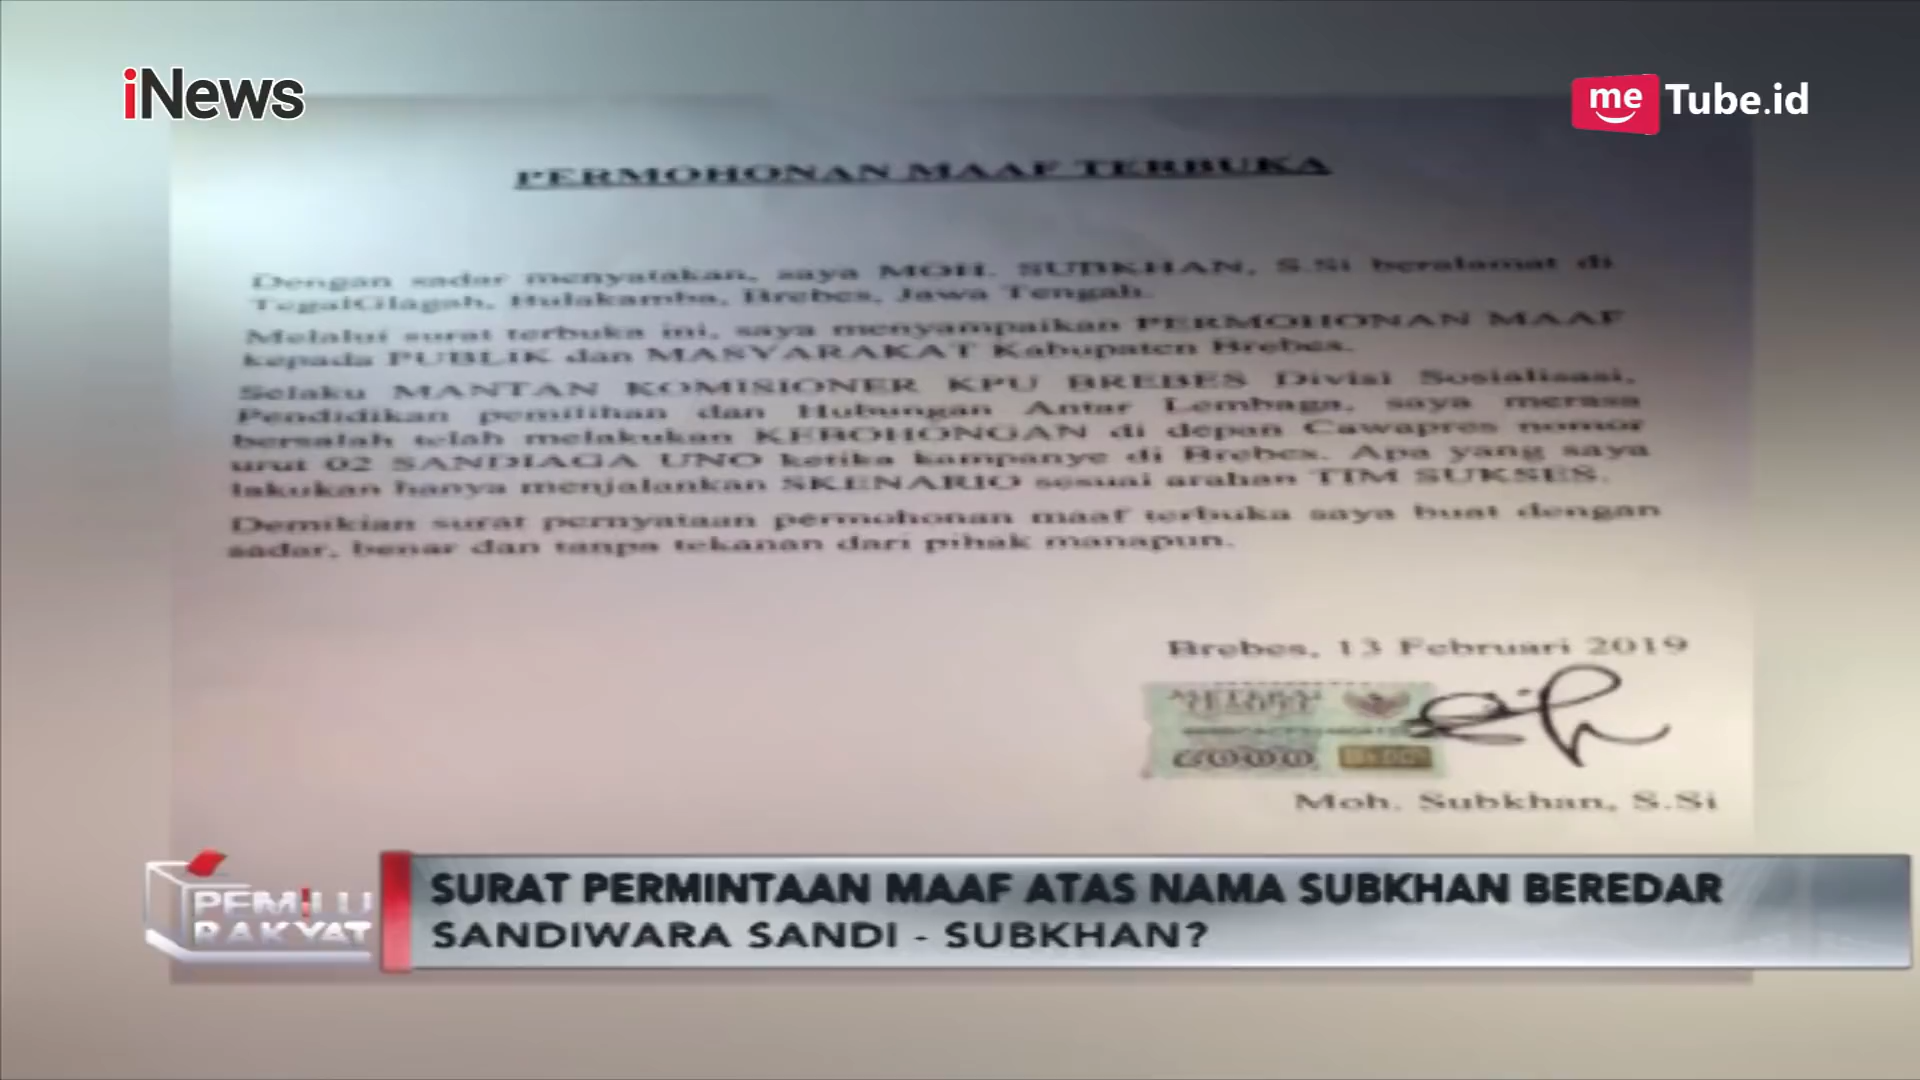 iNews
me Tube.id
PERMOHONAN MAAF TERBUKA
Dengan sadar menyatakan, saya MOH. SUBKHAN, S.Si beralamat di
TegalGlagah, Bulakamba, Brebes, Jawa Tengah.
Melalui surat terbuka ini, saya menyampaikan PERMOHONAN MAAF
kepada PUBLIK dan MASYARAKAT Kabupaten Brebes.
Selaku MANTAN KOMISIONER KPU BREBES Divisi Sosialisasi,
Pendidikan pemilihan dan Hubungan Antar Lembaga, saya merasa
bersalah telah melakukan KEBOHONGAN di depan Cawapres nomor
urut 02 SANDIAGA UNO ketika kampanye di Brebes. Apa yang saya
lakukan hanya menjalankan SKENARIO sesuai arahan TIM SUKSES.
Demikian surat pernyataan permohonan maaf terbuka saya buat dengan
sadar, benar dan tanpa tekanan dari pihak manapun.
Brebes, 13 Februari 2019
METERAI
TEMPEL
6000
Moh. Subkhan, S.Si
PEMILU
RAKYAT
SURAT PERMINTAAN MAAF ATAS NAMA SUBKHAN BEREDAR
SANDIWARA SANDI - SUBKHAN?